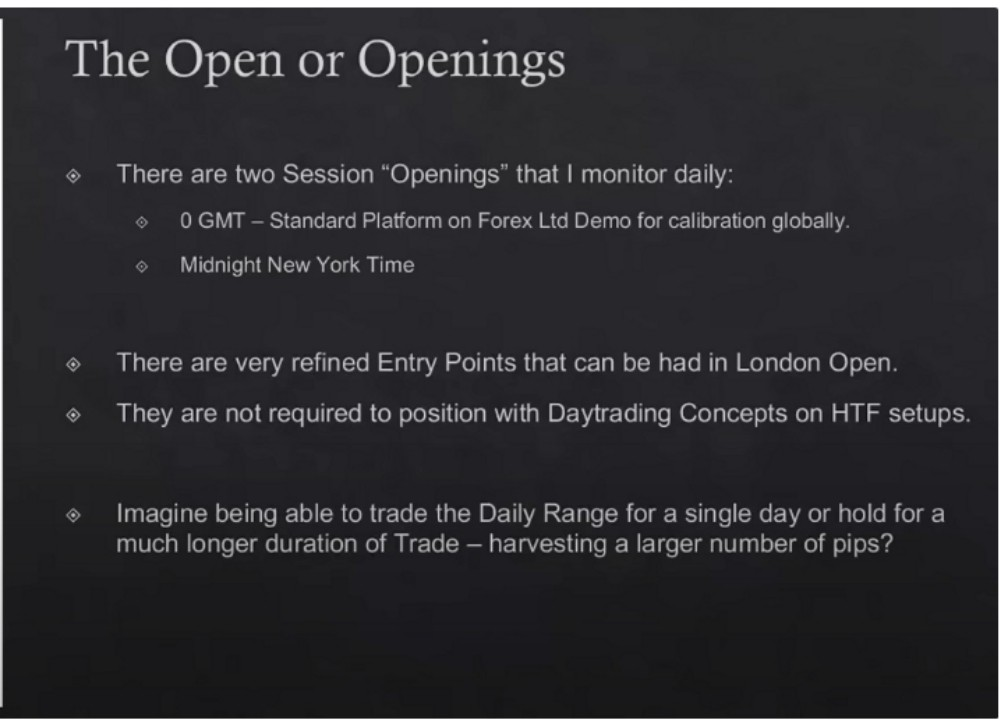 The Open or Openings
There are two Session “Openings” that I monitor daily:
0 GMT – Standard Platform on Forex Ltd Demo for calibration globally.
Midnight New York Time
There are very refined Entry Points that can be had in London Open.
They are not required to position with Daytrading Concepts on HTF setups.
Imagine being able to trade the Daily Range for a single day or hold for a
much longer duration of Trade – harvesting a larger number of pips?